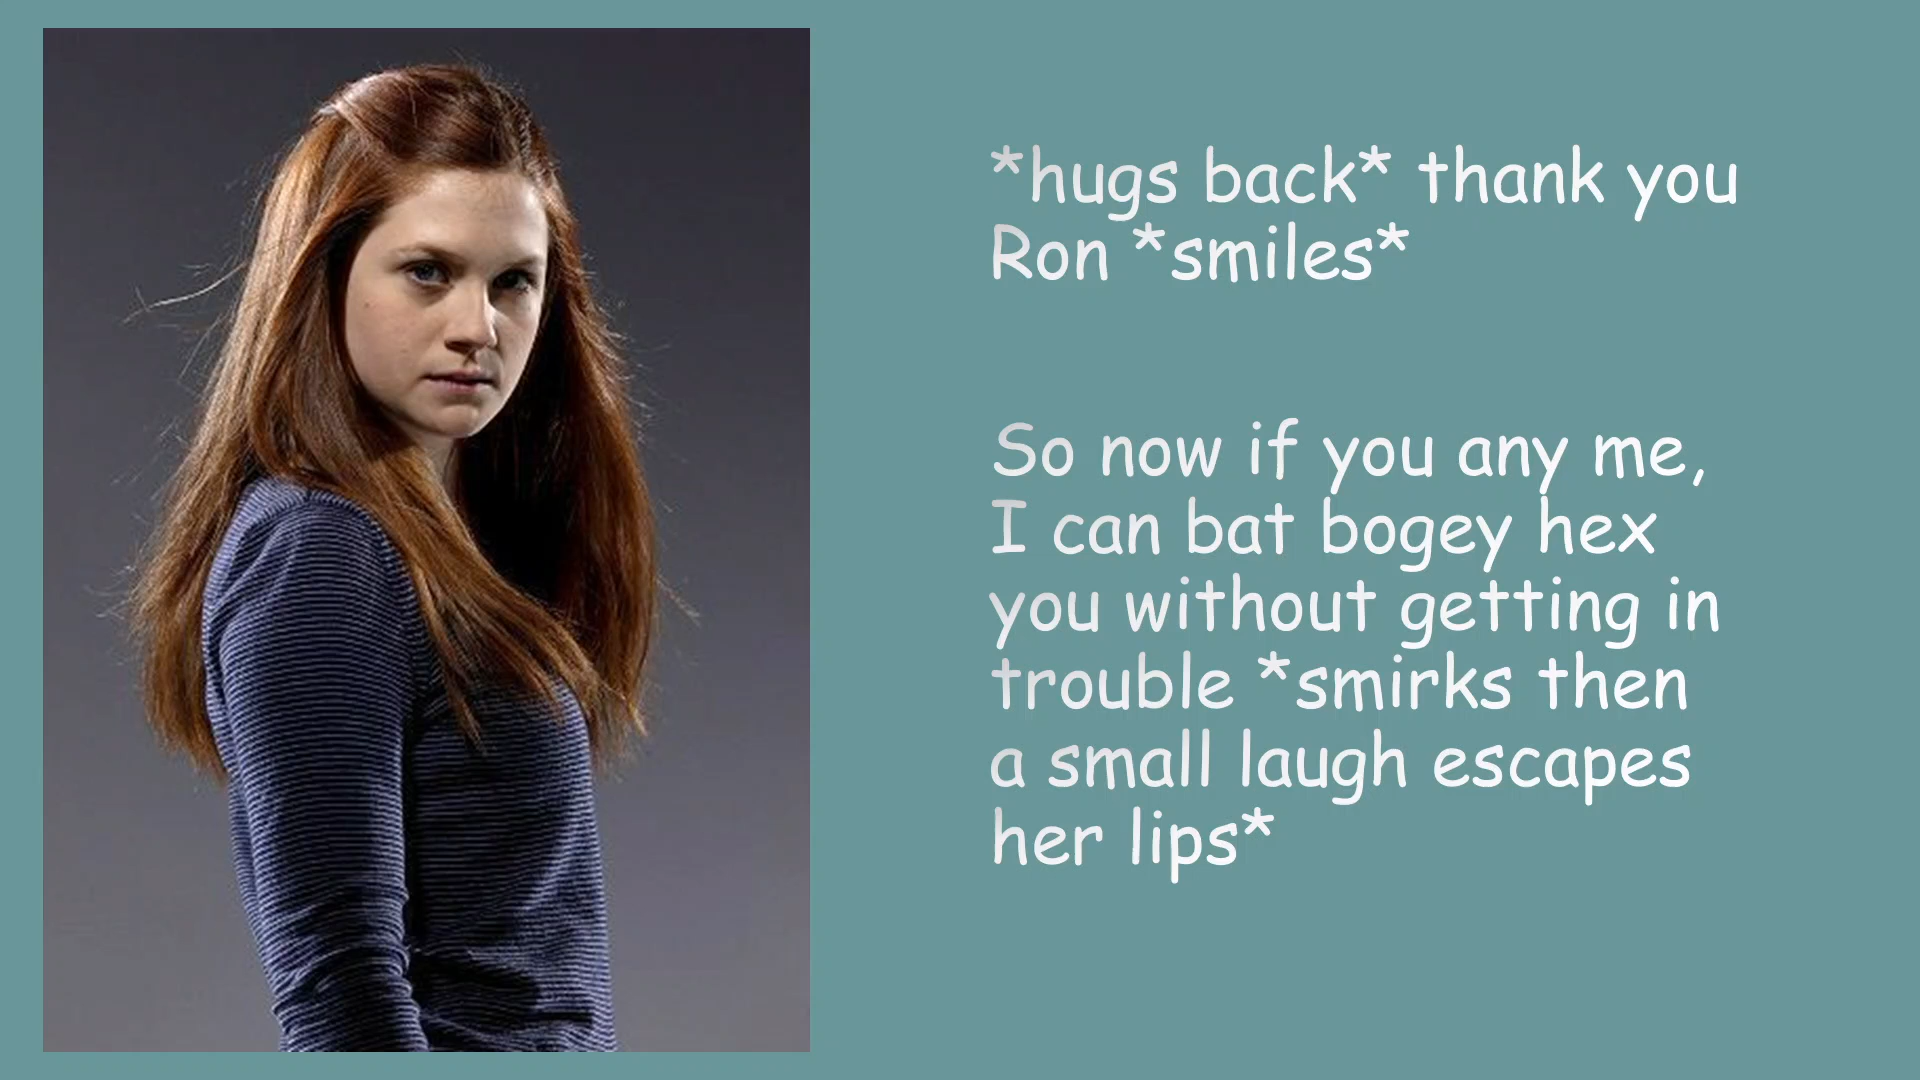 *hugs back* thank you
Ron *smiles*
So now if you any me,
I can bat bogey hex
you without getting in
trouble *smirks then
a small laugh escapes
her lips*